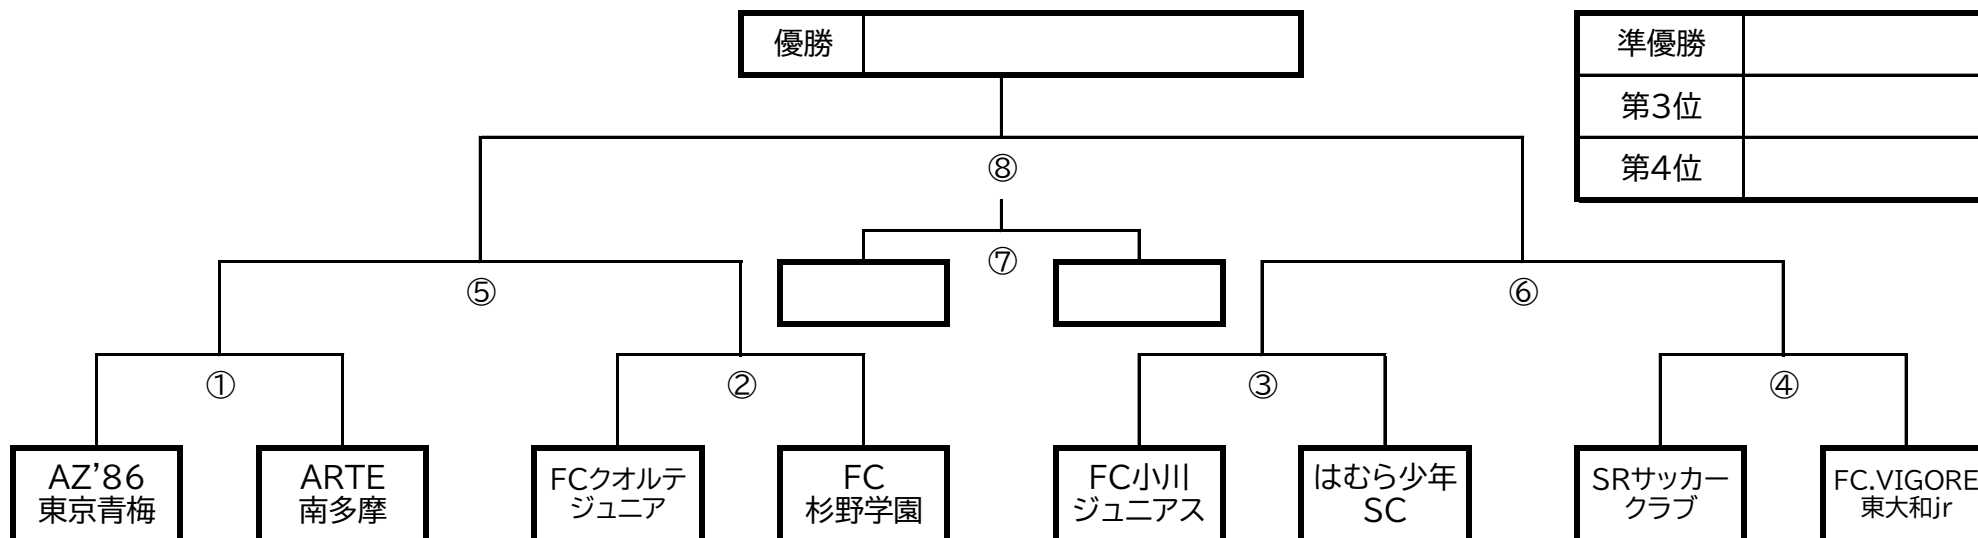 優勝
準優勝
第3位
第4位
⑧
⑦
⑤
⑥
①
②
③
④
AZ’86
東京青梅
ARTE
南多摩
FCクオルテ
ジュニア
FC
杉野学園
FC小川
ジュニアス
はむら少年
SC
SRサッカー
クラブ
FC.VIGORE
東大和jr